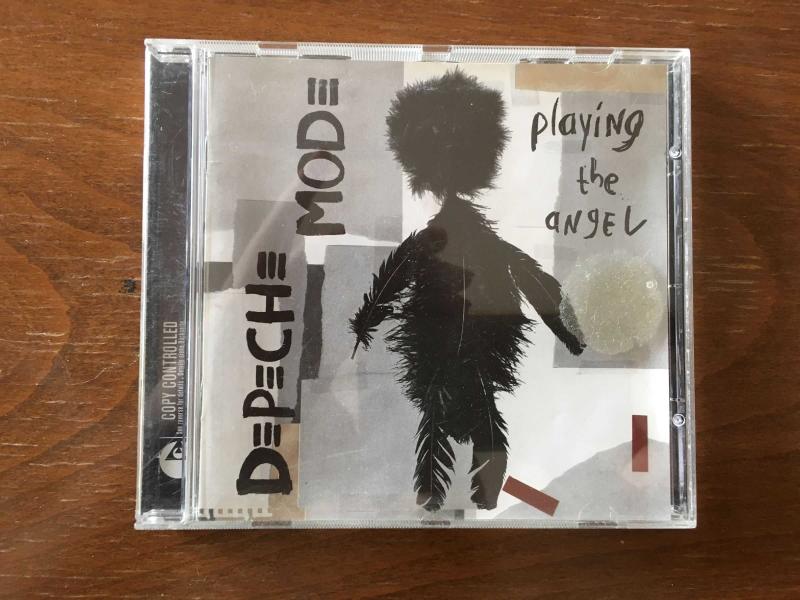 DEPECHE
MODE
playing
the
angel
COPY CONTROLLED